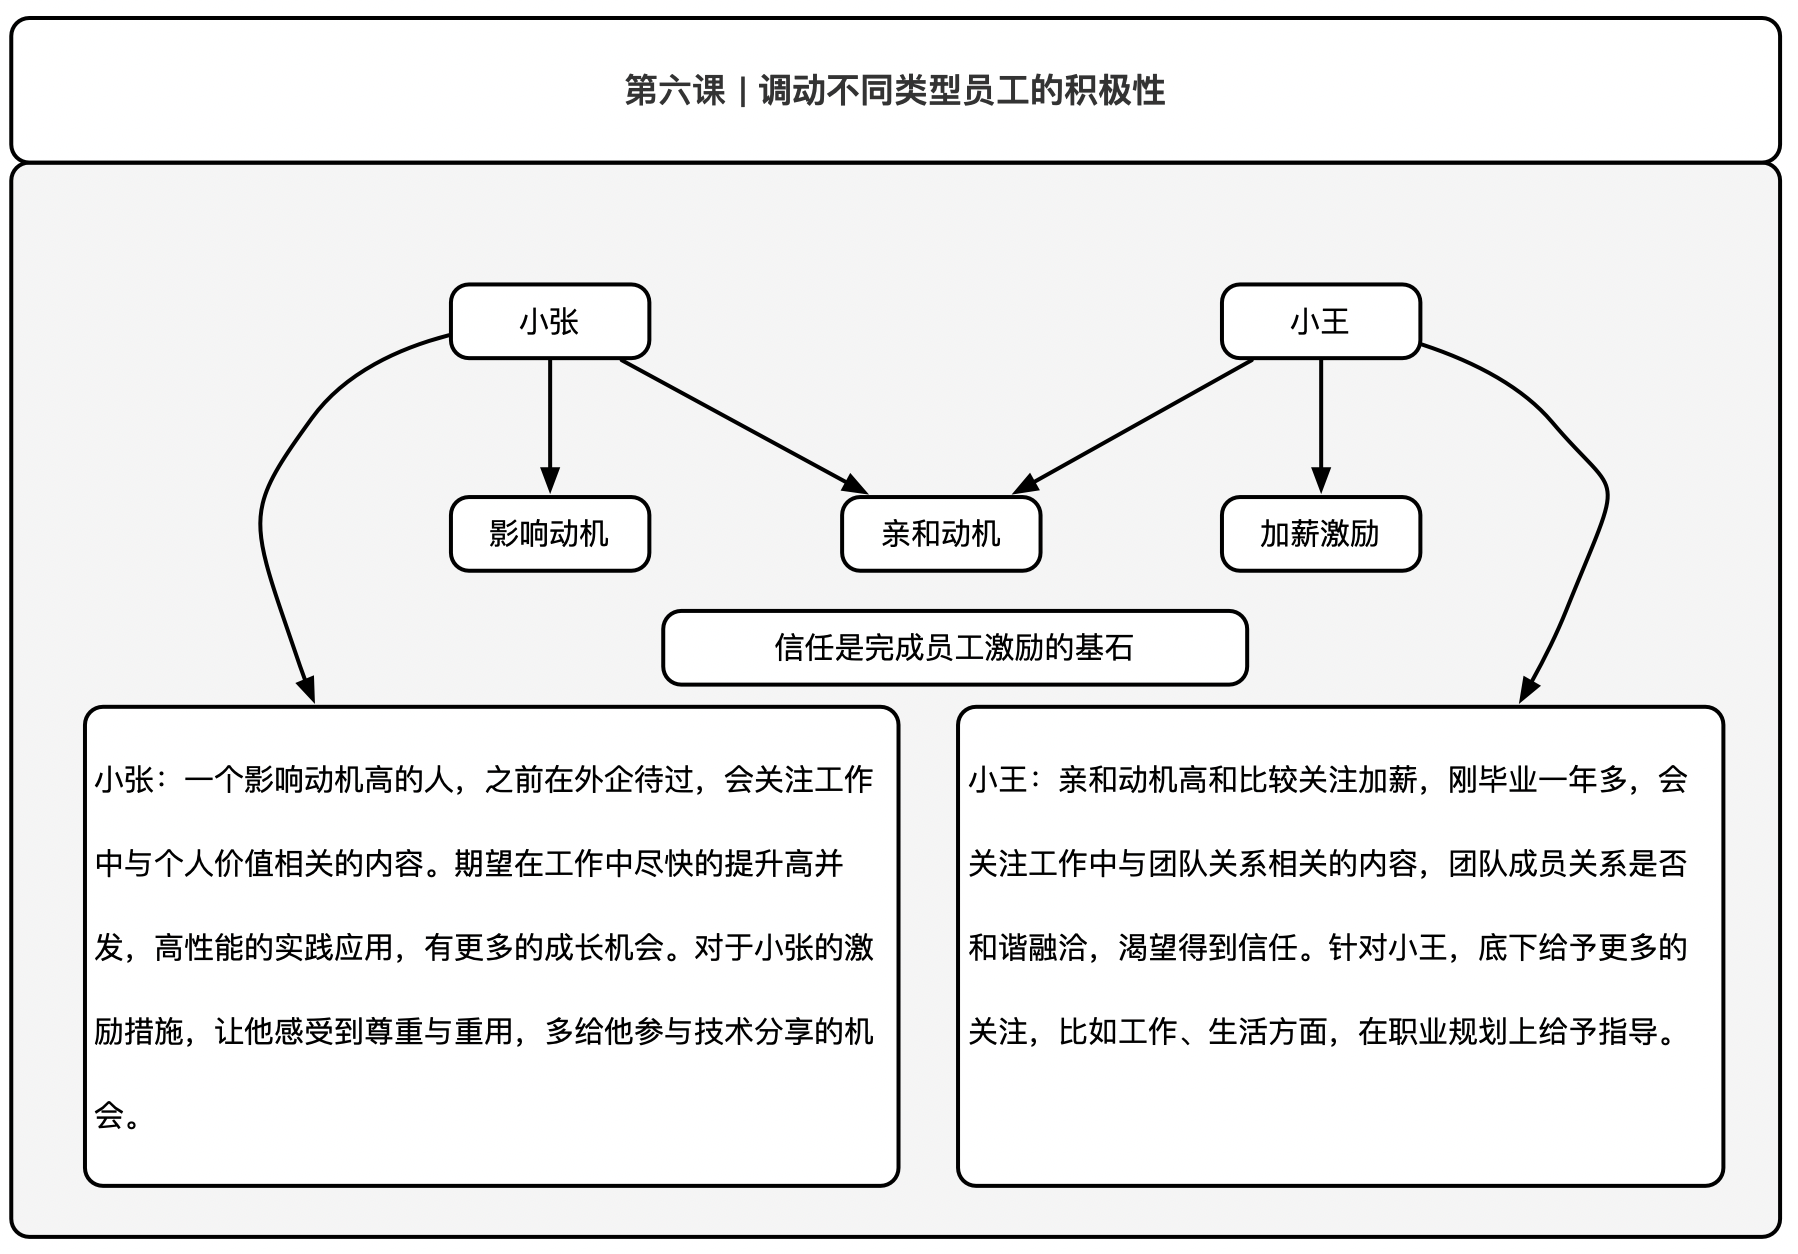 第六课 | 调动不同类型员工的积极性
小张
小王
影响动机
亲和动机
加薪激励
信任是完成员工激励的基石
小张：一个影响动机高的人，之前在外企待过，会关注工作
中与个人价值相关的内容。期望在工作中尽快的提升高并
发，高性能的实践应用，有更多的成长机会。对于小张的激
励措施，让他感受到尊重与重用，多给他参与技术分享的机
会。
小王：亲和动机高和比较关注加薪，刚毕业一年多，会
关注工作中与团队关系相关的内容，团队成员关系是否
和谐融洽，渴望得到信任。针对小王，底下给予更多的
关注，比如工作、生活方面，在职业规划上给予指导。